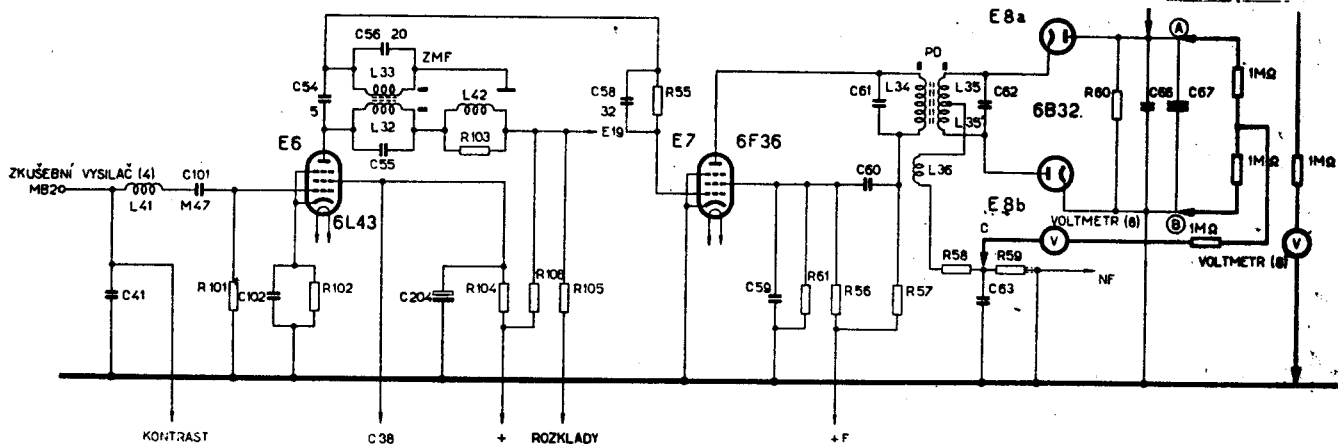 E8a
A
C56 20
ZMF
PD
1MΩ
L33
C54
5
L42
C58
32
R55
C61
L34
L35
C62
R60
C66
C67
6B32
L32
E19
L35'
R103
C55
E6
E7
6F36
1MΩ
1MΩ
ZKUŠEBNÍ VYSILAČ (4)
MB2
C101
C60
L36
L41
M47
6L43
E8b
B
C
VOLTMETR (8)
V
1MΩ
V
VOLTMETR (8)
R58
R59
NF
C41
R101
C102
R102
C204
R104
R108
R105
C59
R61
R56
R57
C63
KONTRAST
C38
+
ROZKLADY
+F